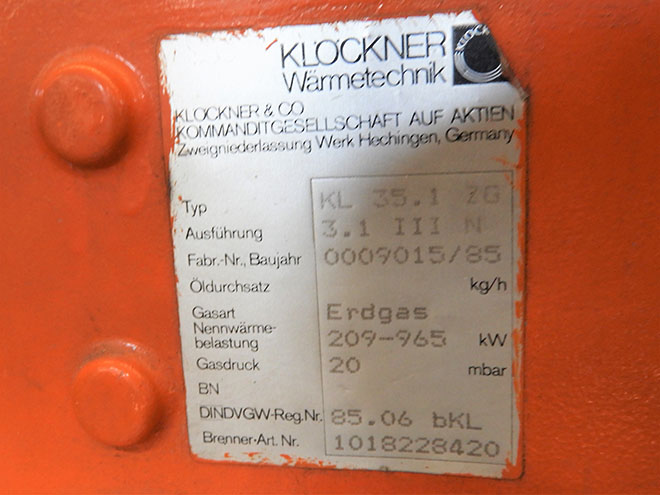 KLÖCKNER
Wärmetechnik
KLÖCKNER & CO
KOMMANDITGESELLSCHAFT AUF AKTIEN
Zweigniederlassung Werk Hechingen, Germany
Typ KL 35.1 ZG
Ausführung 3.1 III N
Fabr.-Nr., Baujahr 0009015/85
Öldurchsatz kg/h
Gasart Erdgas
Nennwärme-
belastung 209-965 kW
Gasdruck 20 mbar
BN
DINDVGW-Reg.Nr. 85.06 bKL
Brenner-Art. Nr. 1018228420